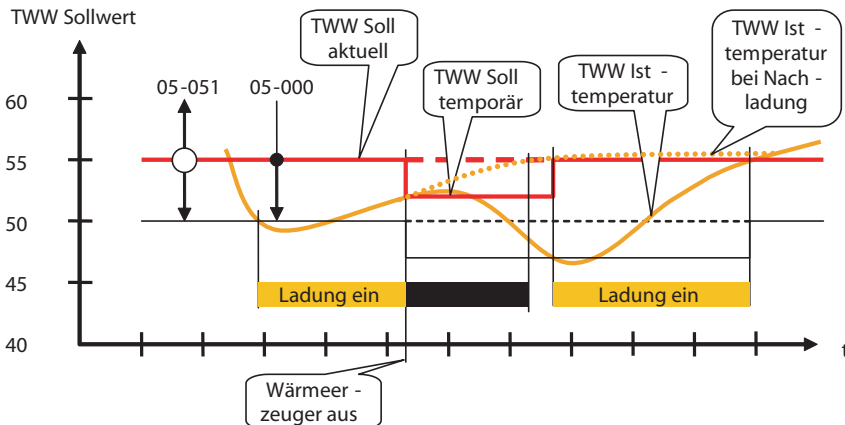 TWW Sollwert
TWW Soll
aktuell
TWW Soll
temporär
TWW Ist -
temperatur
TWW Ist -
temperatur
bei Nach -
ladung
05-051
05-000
60
55
50
45
40
Ladung ein
Ladung ein
t
Wärmeer -
zeuger aus